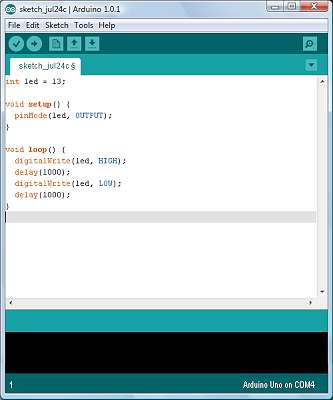 sketch_jul24c | Arduino 1.0.1
File Edit Sketch Tools Help
sketch_jul24c §
int led = 13;
void setup() {
pinMode(led, OUTPUT);
}
void loop() {
digitalWrite(led, HIGH);
delay(1000);
digitalWrite(led, LOW);
delay(1000);
}
1
Arduino Uno on COM4